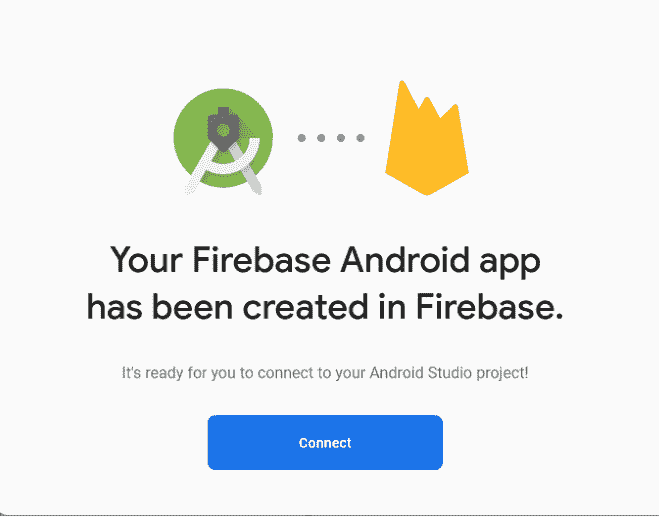 Your Firebase Android app
has been created in Firebase.
It's ready for you to connect to your Android Studio project!
Connect